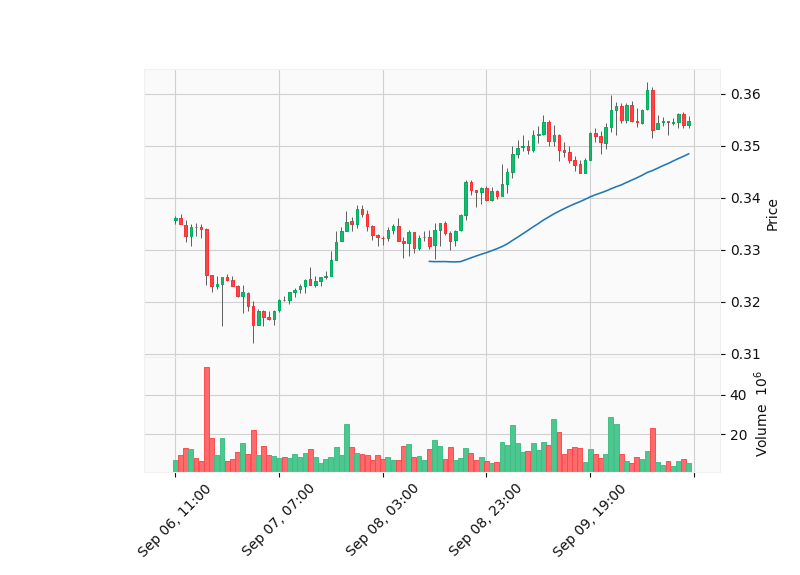 0.36
0.35
0.34
0.33
0.32
0.31
Price
40
20
Volume 10^6
Sep 06, 11:00
Sep 07, 07:00
Sep 08, 03:00
Sep 08, 23:00
Sep 09, 19:00